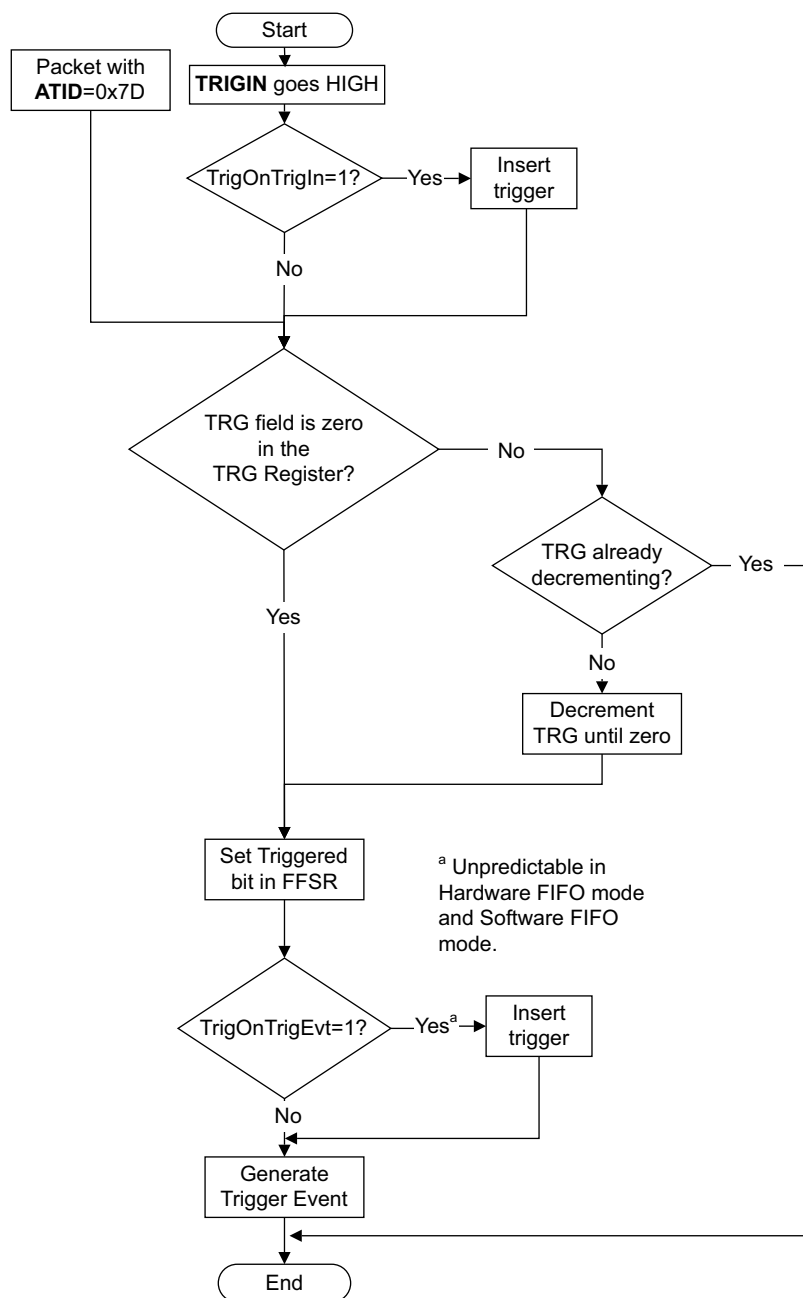 Start
Packet with
ATID=0x7D
TRIGIN goes HIGH
TrigOnTrigIn=1?
Yes
Insert
trigger
No
TRG field is zero
in the
TRG Register?
No
TRG already
decrementing?
Yes
Yes
No
Decrement
TRG until zero
Set Triggered
bit in FFSR
a Unpredictable in
Hardware FIFO mode
and Software FIFO
mode.
TrigOnTrigEvt=1?
Yesa
Insert
trigger
No
Generate
Trigger Event
End